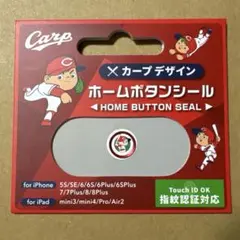 Carp
× カープデザイン
ホームボタンシール
◀HOME BUTTON SEAL▶
for iPhone 5S/SE/6/6S/6Plus/6SPlus
7/7Plus/8/8Plus
for iPad mini3/mini4/Pro/Air2
Touch ID OK
指紋認証対応